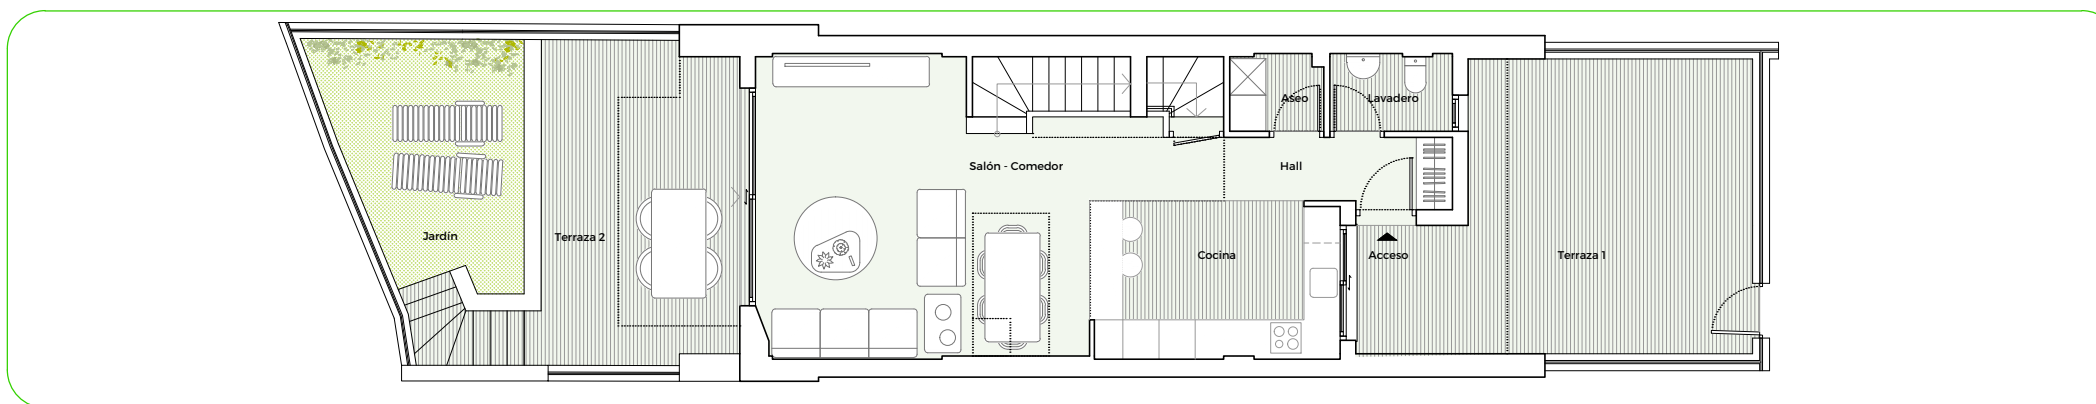 Aseo
Lavadero
Salón - Comedor
Hall
Jardín
Terraza 2
Cocina
Acceso
Terraza 1